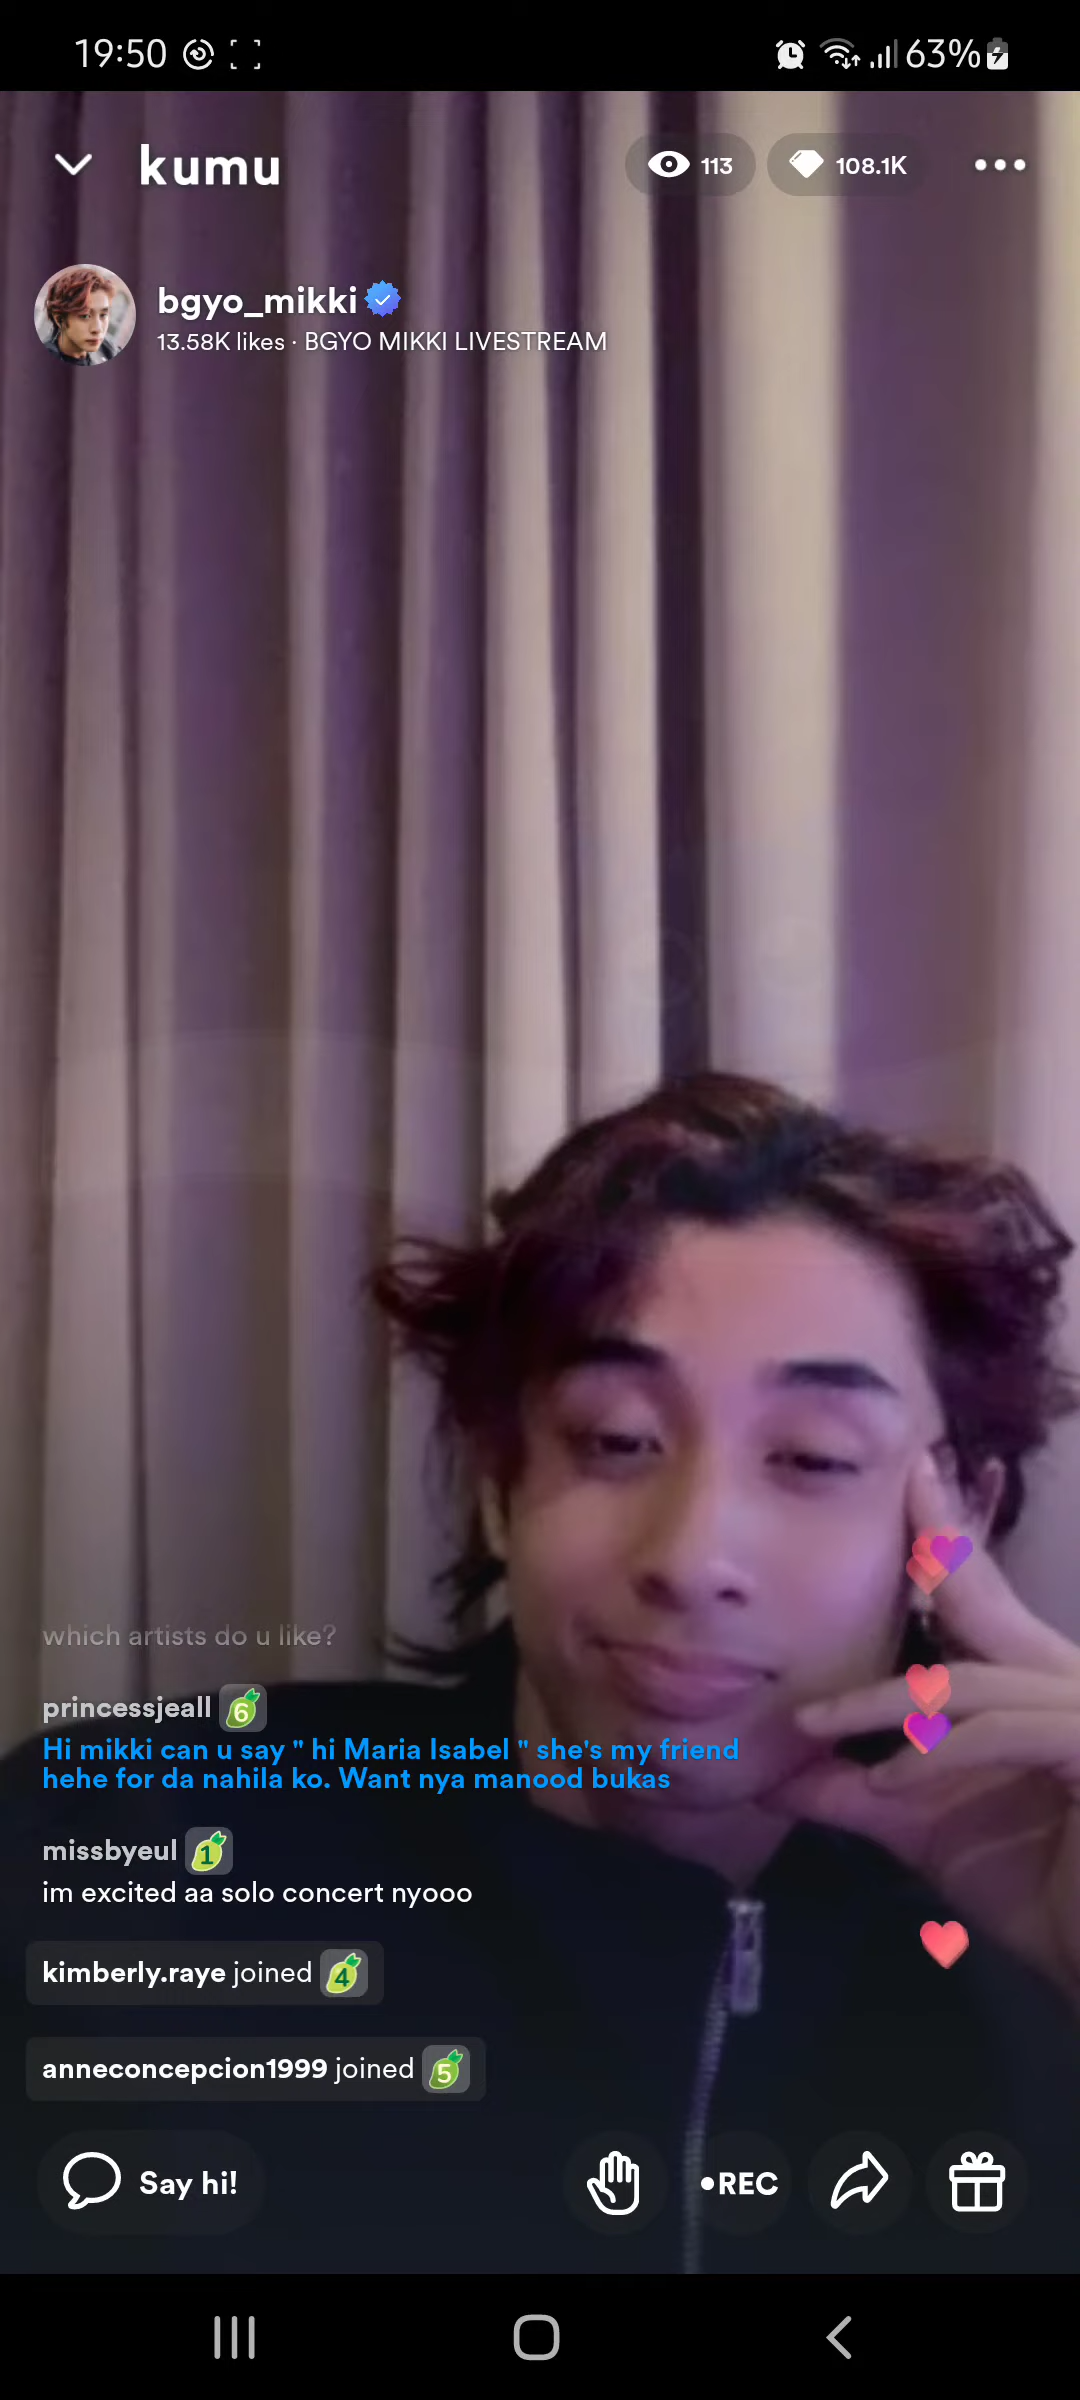 19:50
63%
kumu
113
108.1K
bgyo_mikki
13.58K likes · BGYO MIKKI LIVESTREAM
which artists do u like?
princessjeall 6
Hi mikki can u say " hi Maria Isabel " she's my friend
hehe for da nahila ko. Want nya manood bukas
missbyeul 1
im excited aa solo concert nyooo
kimberly.raye joined 4
anneconcepcion1999 joined 5
Say hi!
•REC